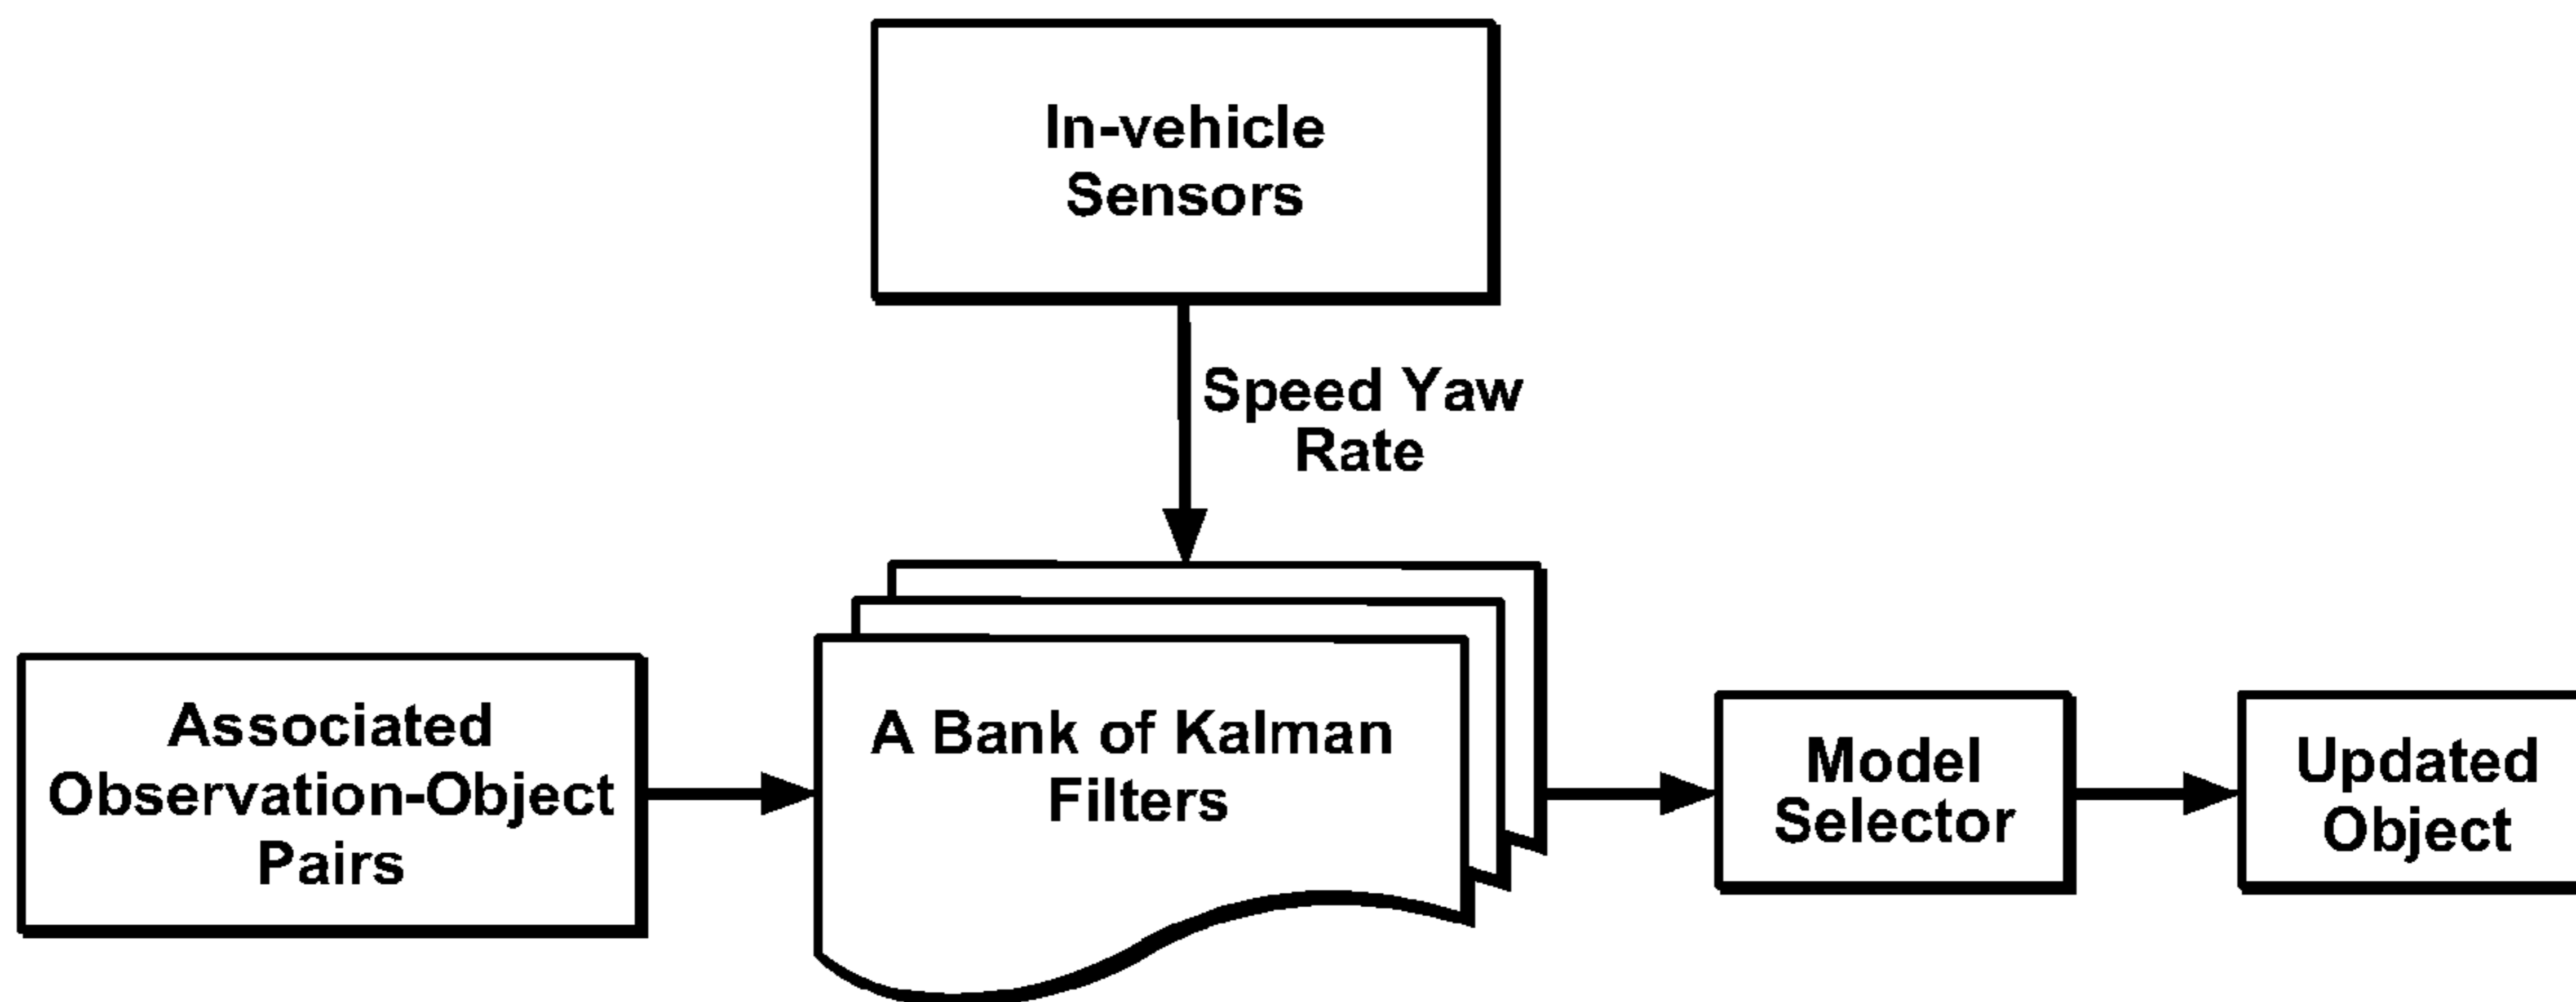 In-vehicle
Sensors
Speed Yaw
Rate
Associated
Observation-Object
Pairs
A Bank of Kalman
Filters
Model
Selector
Updated
Object